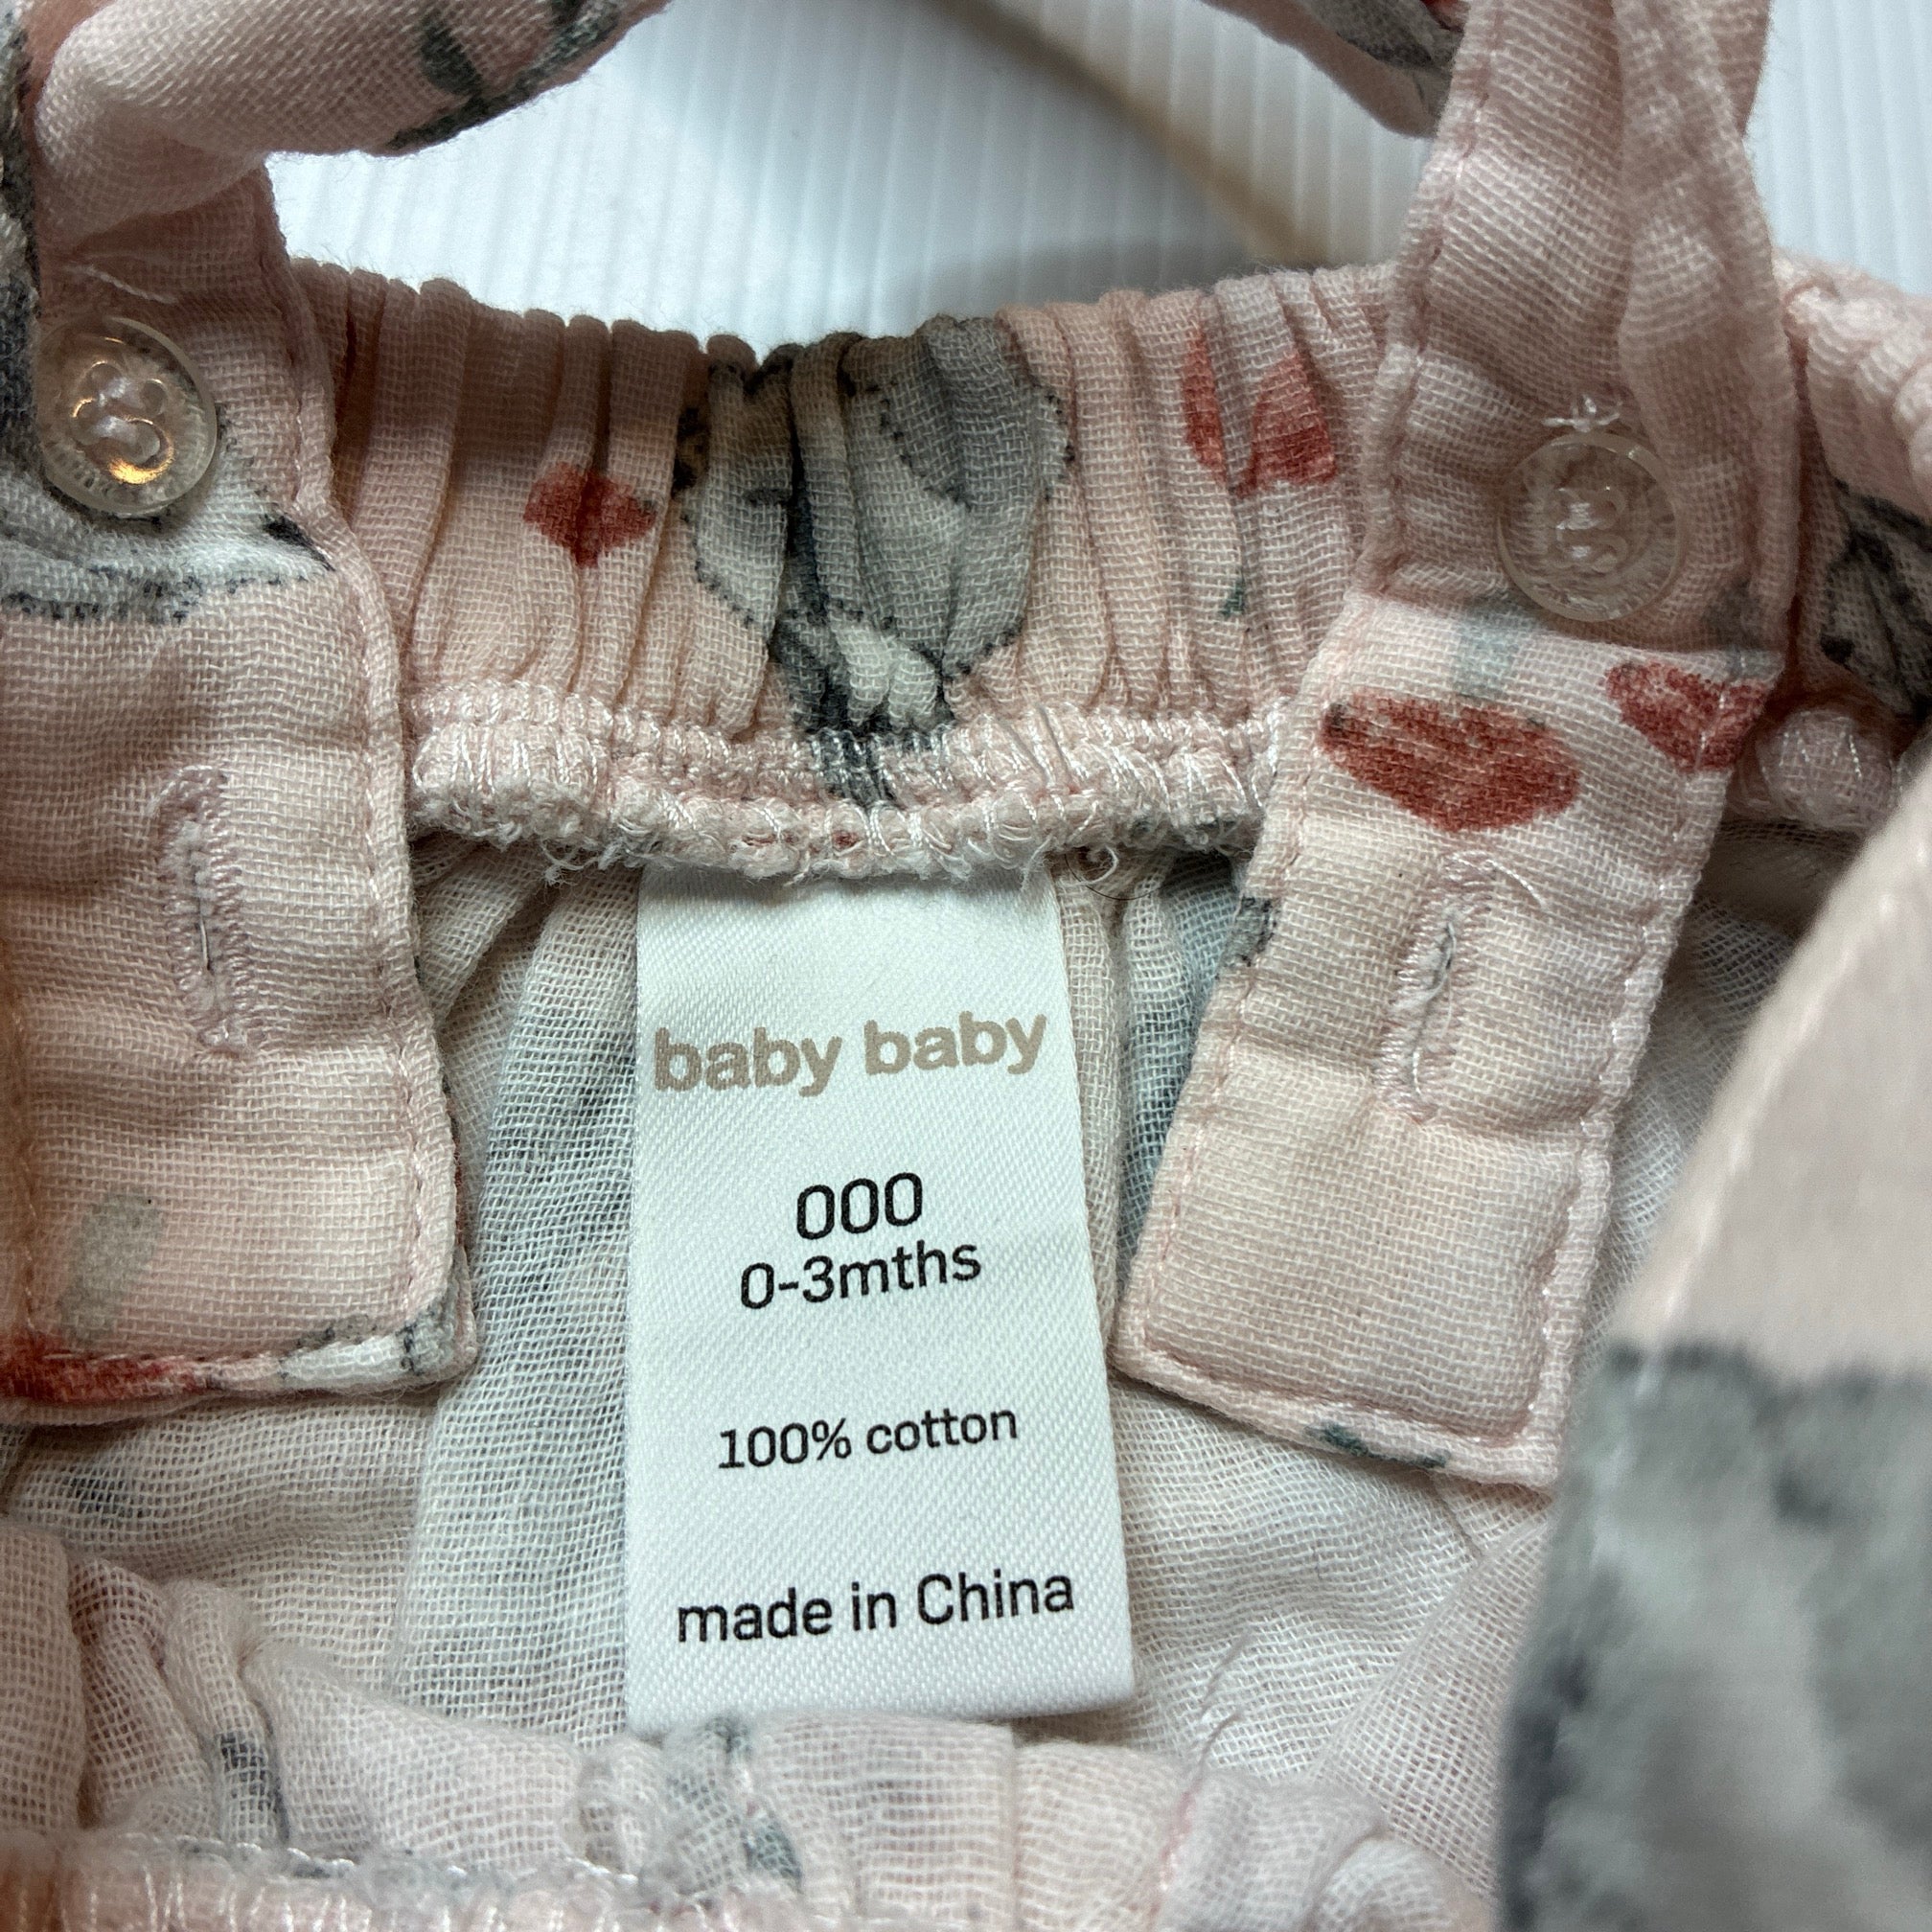 baby baby
000
0-3mths
100% cotton
made in China